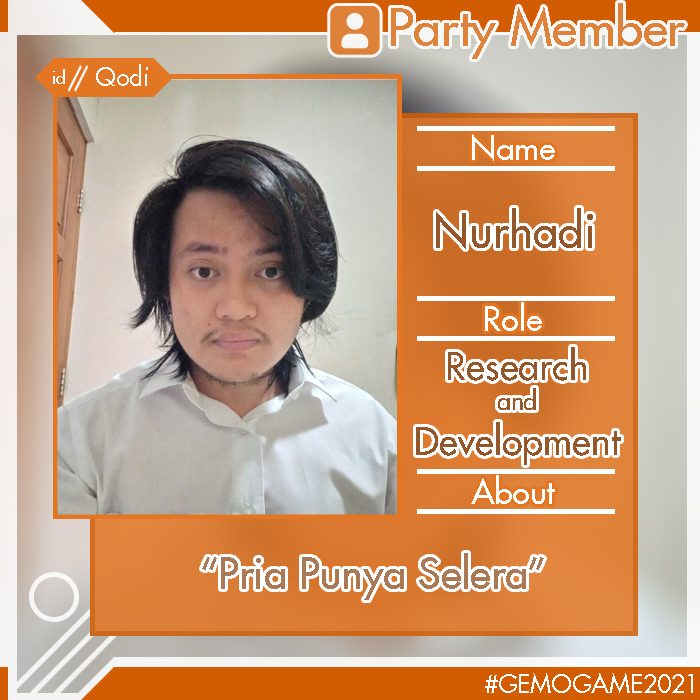 Party Member
id // Qodi
Name
Nurhadi
Role
Research
and
Development
About
“Pria Punya Selera”
#GEMOGAME2021